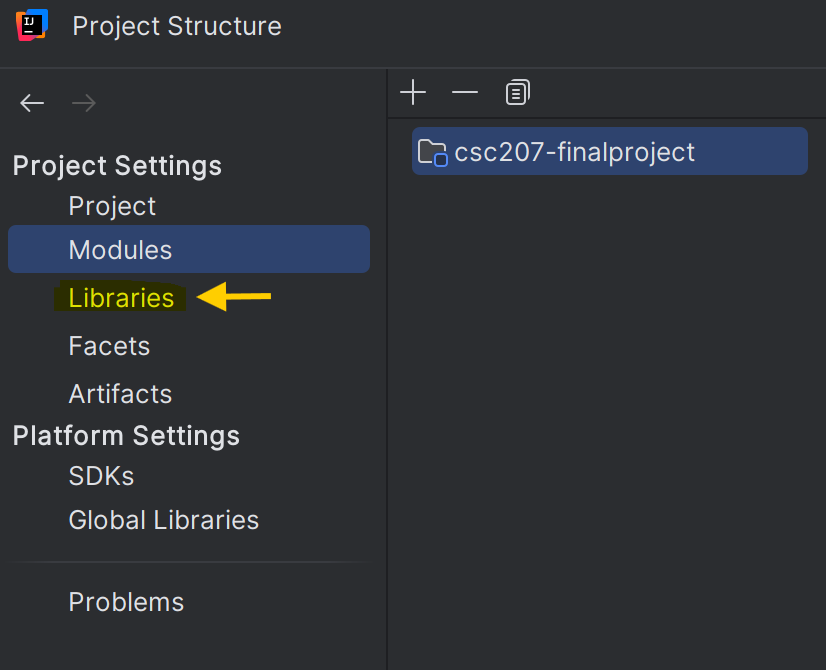 IJ
Project Structure
Project Settings
Project
Modules
Libraries
Facets
Artifacts
Platform Settings
SDKs
Global Libraries
Problems
csc207-finalproject